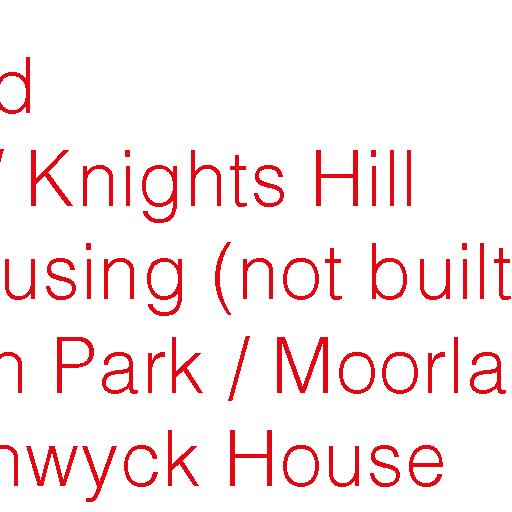 d
/ Knights Hill
using (not built
n Park / Moorla
nwyck House